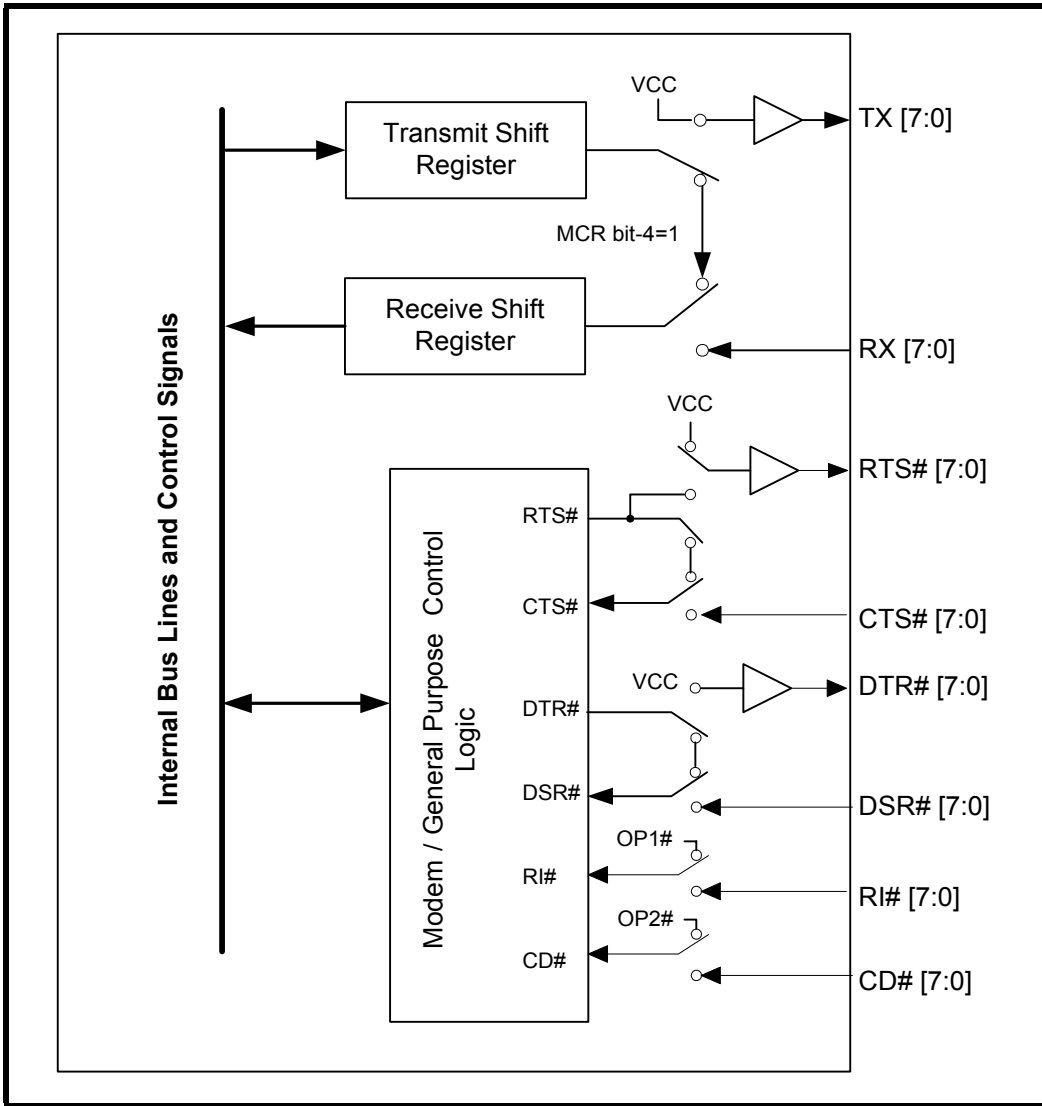 VCC
TX [7:0]
Transmit Shift
Register
MCR bit-4=1
Receive Shift
Register
RX [7:0]
Internal Bus Lines and Control Signals
VCC
RTS# [7:0]
RTS#
CTS#
CTS# [7:0]
Modem / General Purpose Control
Logic
VCC
DTR# [7:0]
DTR#
DSR#
DSR# [7:0]
OP1#
RI#
RI# [7:0]
OP2#
CD#
CD# [7:0]